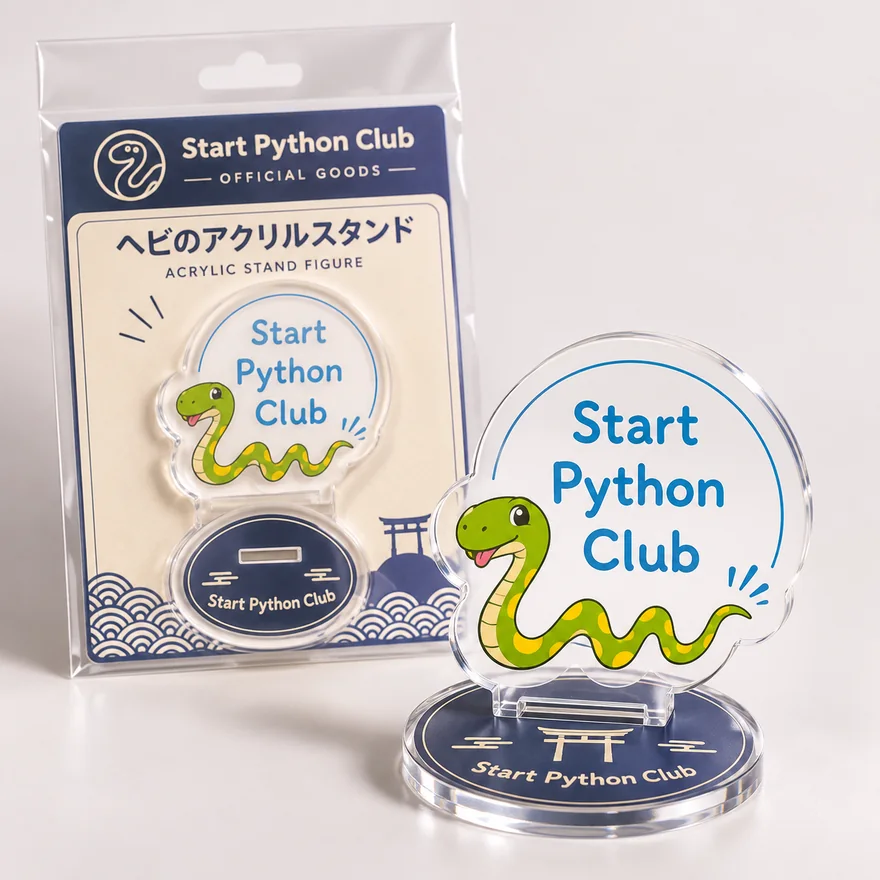 Start Python Club
OFFICIAL GOODS
ヘビのアクリルスタンド
ACRYLIC STAND FIGURE
Start
Python
Club
Start Python Club
Start
Python
Club
Start Python Club